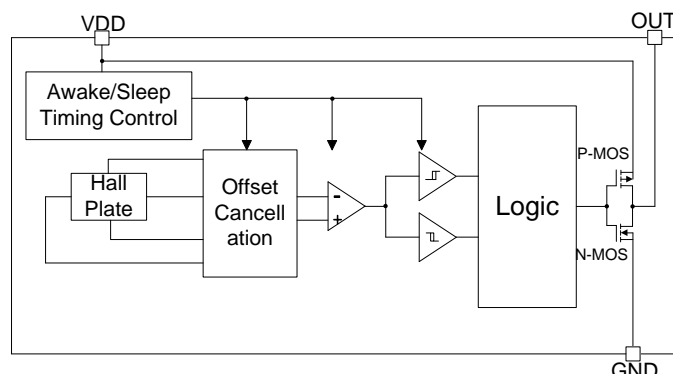 VDD
OUT
Awake/Sleep
Timing Control
P-MOS
Hall
Plate
Offset
Cancell
ation
-
+
Logic
N-MOS
GND